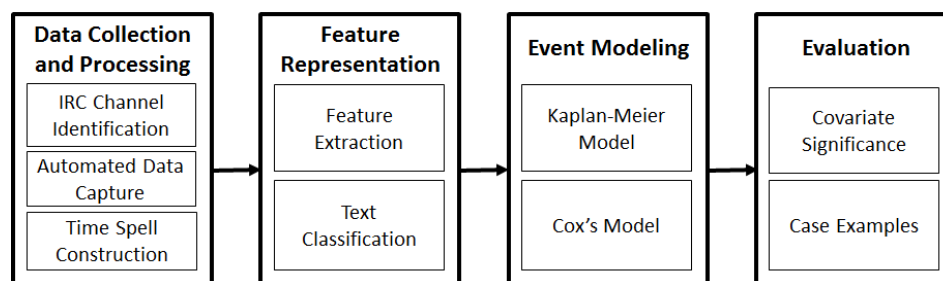 Data Collection
and Processing
IRC Channel
Identification
Automated Data
Capture
Time Spell
Construction
Feature
Representation
Feature
Extraction
Text
Classification
Event Modeling
Kaplan-Meier
Model
Cox's Model
Evaluation
Covariate
Significance
Case Examples